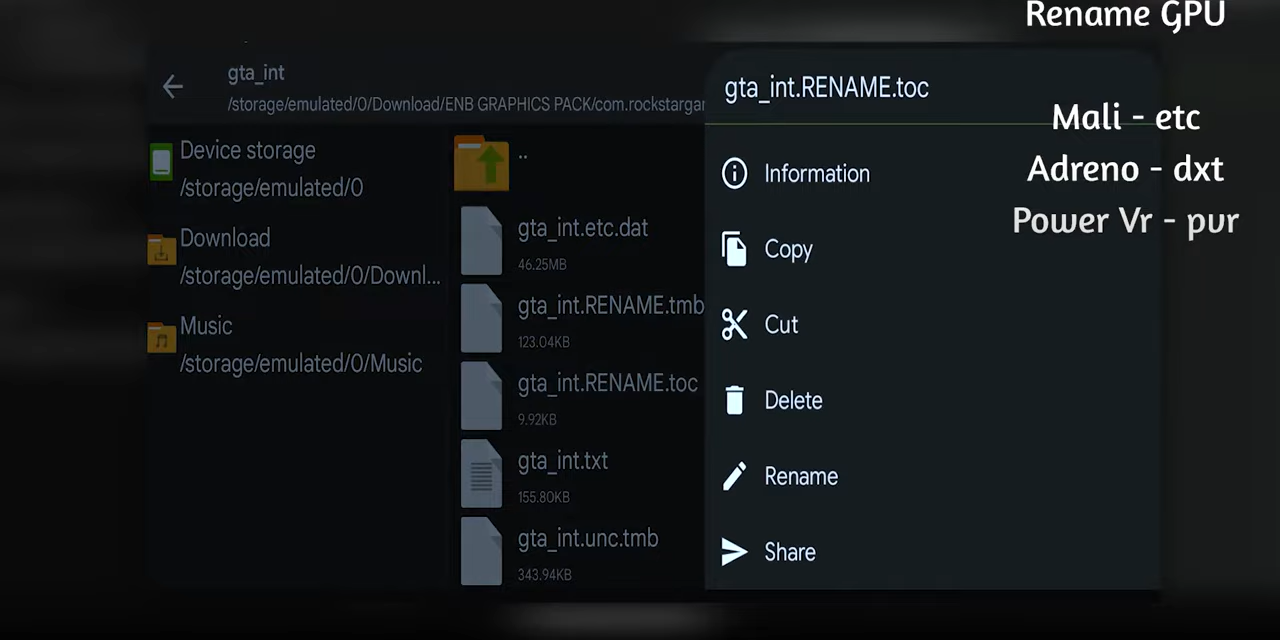 Rename GPU
gta_int
/storage/emulated/0/Download/ENB GRAPHICS PACK/com.rockstargar
gta_int.RENAME.toc
Mali - etc
Adreno - dxt
Power Vr - pvr
Device storage
/storage/emulated/0
Download
/storage/emulated/0/Downl...
Music
/storage/emulated/0/Music
..
gta_int.etc.dat
46.25MB
gta_int.RENAME.tmb
123.04KB
gta_int.RENAME.toc
9.92KB
gta_int.txt
155.80KB
gta_int.unc.tmb
343.94KB
Information
Copy
Cut
Delete
Rename
Share